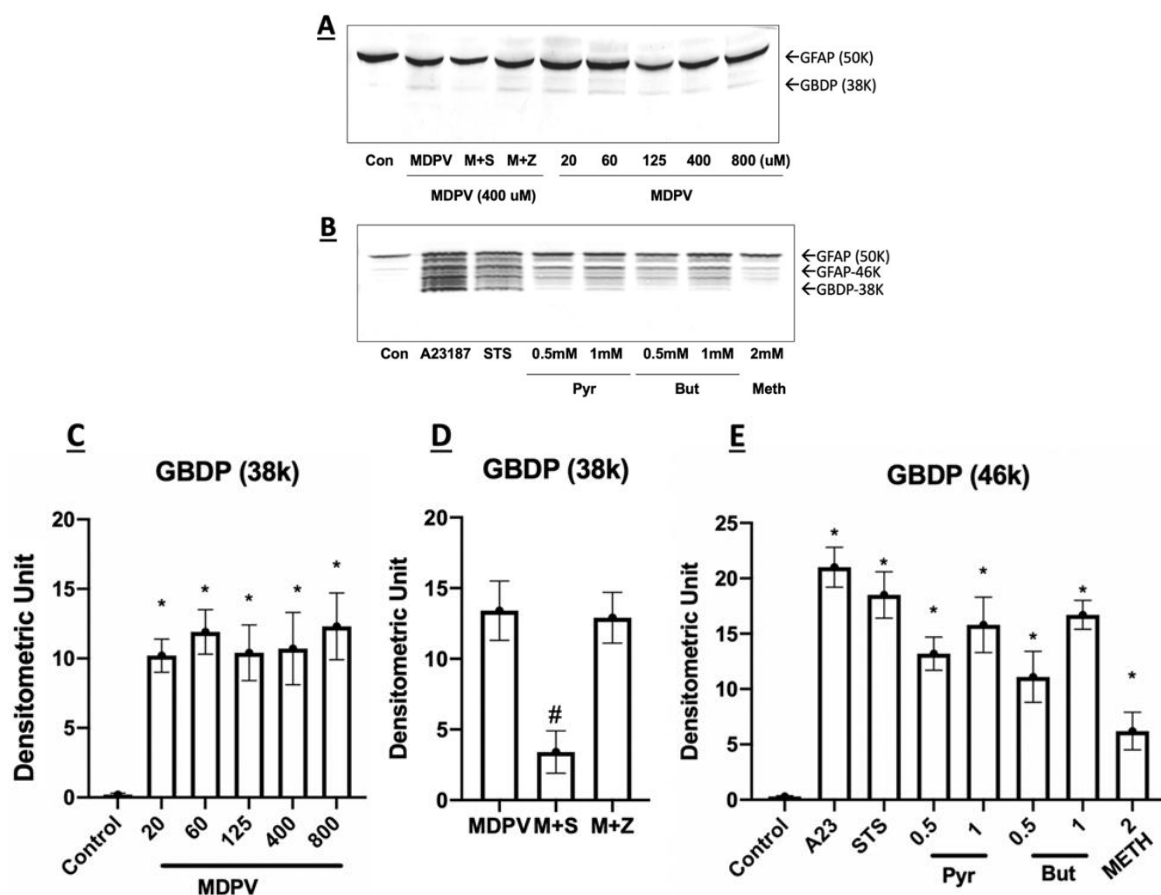 A
←GFAP (50K)
←GBDP (38K)
Con MDPV M+S M+Z 20 60 125 400 800 (uM)
MDPV (400 uM) MDPV
B
←GFAP (50K)
←GFAP-46K
←GBDP-38K
Con A23187 STS 0.5mM 1mM 0.5mM 1mM 2mM
Pyr But Meth
C
GBDP (38k)
Densitometric Unit
20
15
10
5
0
* * * * *
Control 20 60 125 400 800
MDPV
D
GBDP (38k)
Densitometric Unit
20
15
10
5
0
#
MDPV M+S M+Z
E
GBDP (46k)
Densitometric Unit
25
20
15
10
5
0
* * * * * * *
Control A23 STS 0.5 1 0.5 1 2
METH
Pyr But